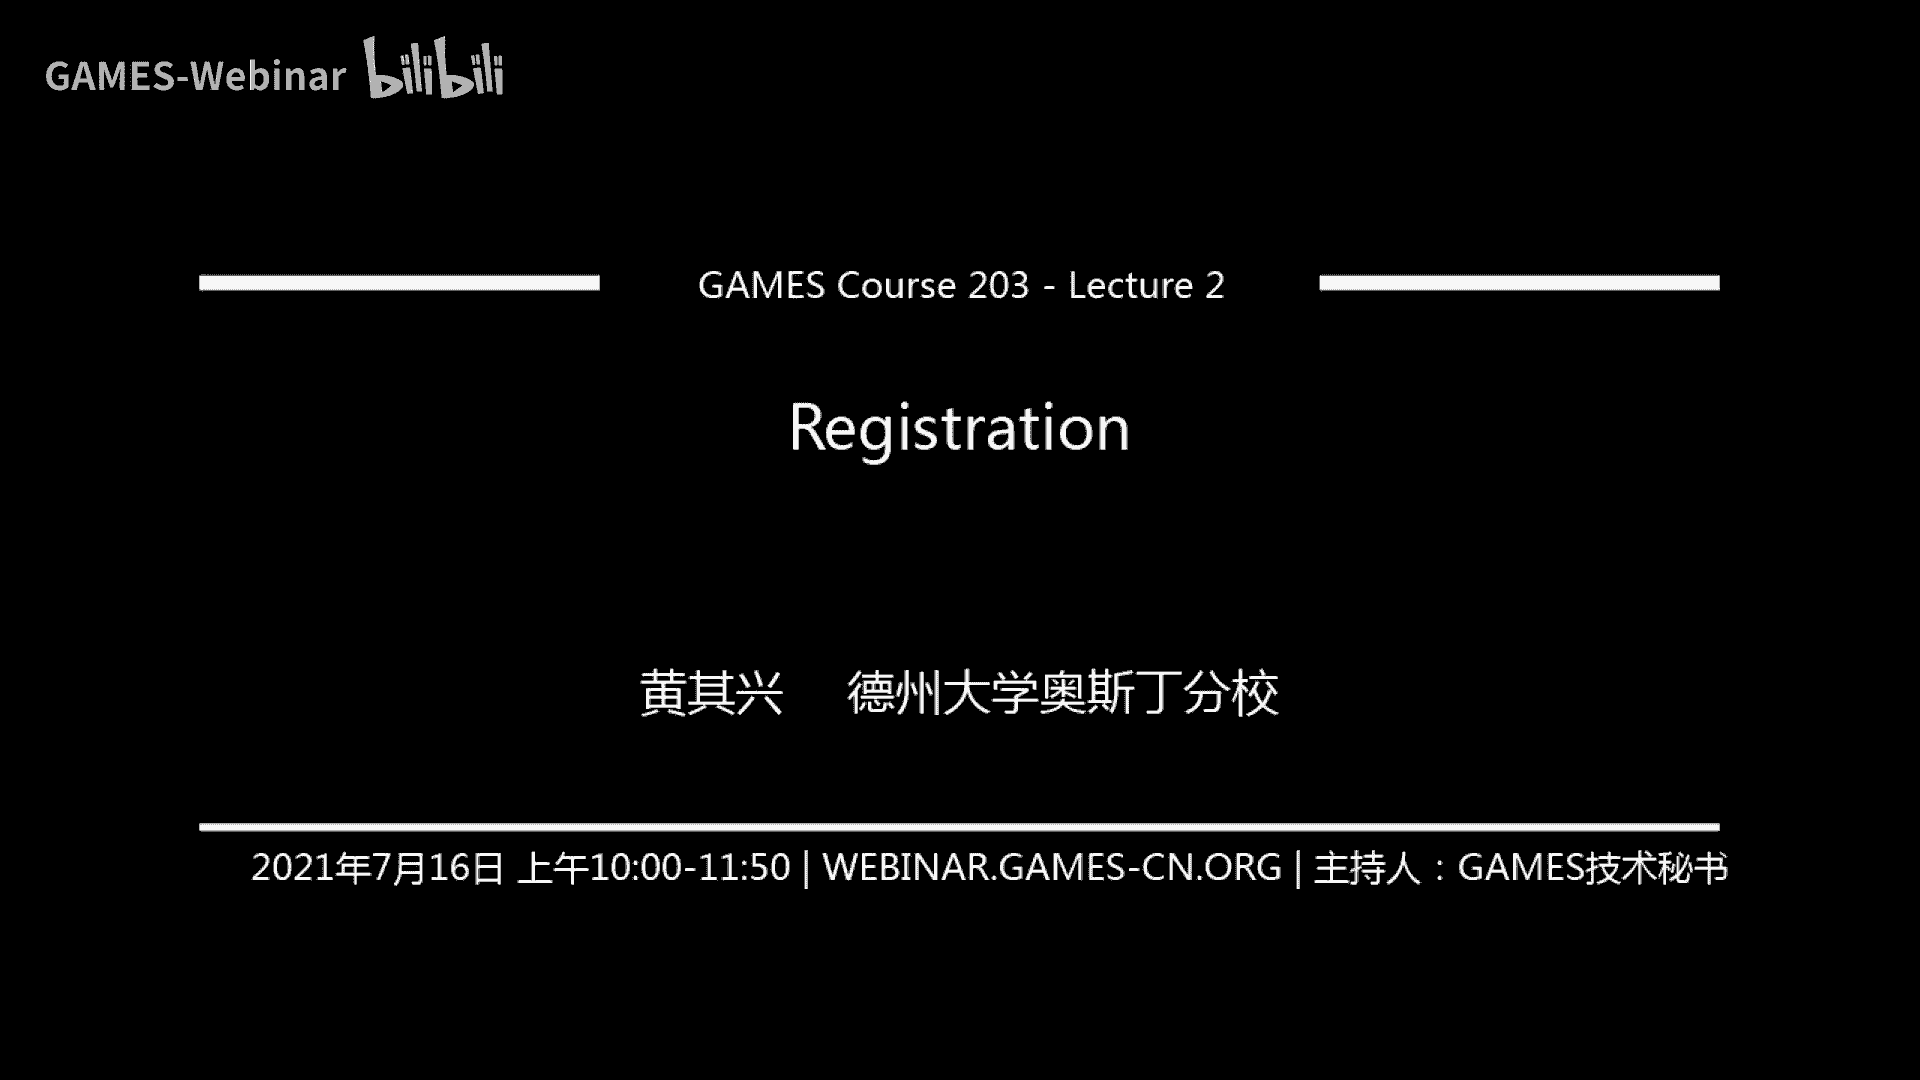 GAMES-Webinar bilibili
GAMES Course 203 - Lecture 2
Registration
黄其兴 德州大学奥斯丁分校
2021年7月16日 上午10:00-11:50 | WEBINAR.GAMES-CN.ORG | 主持人：GAMES技术秘书